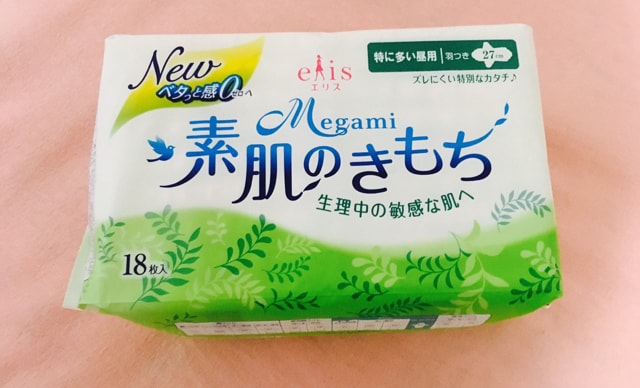 New
ベタっと感0ゼロへ
elis
エリス
特に多い昼用 羽つき 27cm
ズレにくい特別なカタチ♪
Megami
素肌のきもち
生理中の敏感な肌へ
18枚入